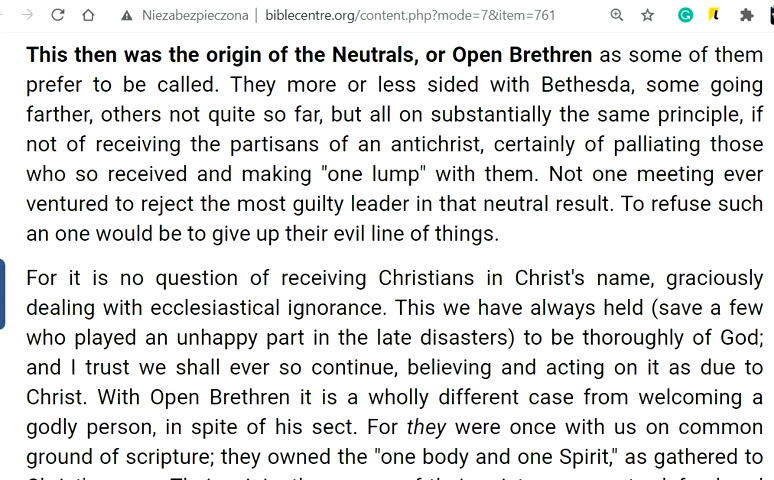 Niezabezpieczona | biblecentre.org/content.php?mode=7&item=761
This then was the origin of the Neutrals, or Open Brethren as some of them
prefer to be called. They more or less sided with Bethesda, some going
farther, others not quite so far, but all on substantially the same principle, if
not of receiving the partisans of an antichrist, certainly of palliating those
who so received and making "one lump" with them. Not one meeting ever
ventured to reject the most guilty leader in that neutral result. To refuse such
an one would be to give up their evil line of things.
For it is no question of receiving Christians in Christ's name, graciously
dealing with ecclesiastical ignorance. This we have always held (save a few
who played an unhappy part in the late disasters) to be thoroughly of God;
and I trust we shall ever so continue, believing and acting on it as due to
Christ. With Open Brethren it is a wholly different case from welcoming a
godly person, in spite of his sect. For they were once with us on common
ground of scripture; they owned the "one body and one Spirit," as gathered to